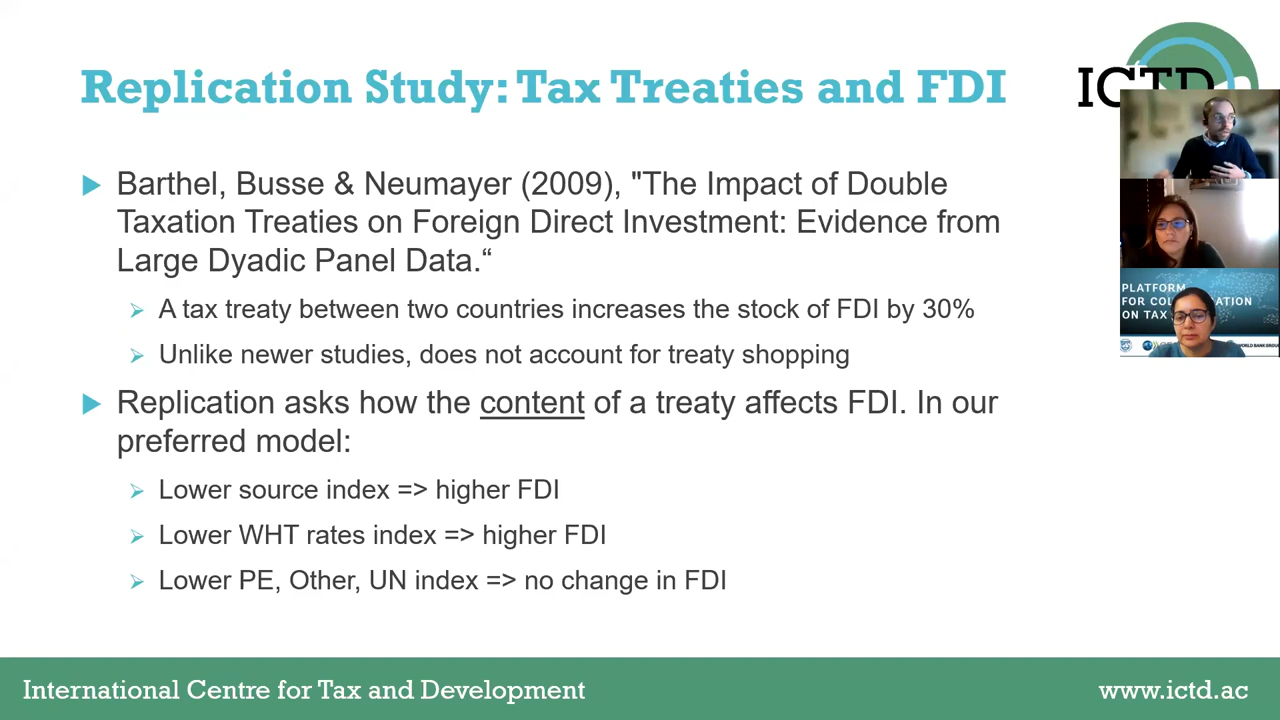 Replication Study: Tax Treaties and FDI
ICTD
Barthel, Busse & Neumayer (2009), "The Impact of Double
Taxation Treaties on Foreign Direct Investment: Evidence from
Large Dyadic Panel Data.“
A tax treaty between two countries increases the stock of FDI by 30%
Unlike newer studies, does not account for treaty shopping
Replication asks how the content of a treaty affects FDI. In our
preferred model:
Lower source index => higher FDI
Lower WHT rates index => higher FDI
Lower PE, Other, UN index => no change in FDI
PLATFORM
FOR
ON TAX
WORLD BANK GROUP
International Centre for Tax and Development
www.ictd.ac